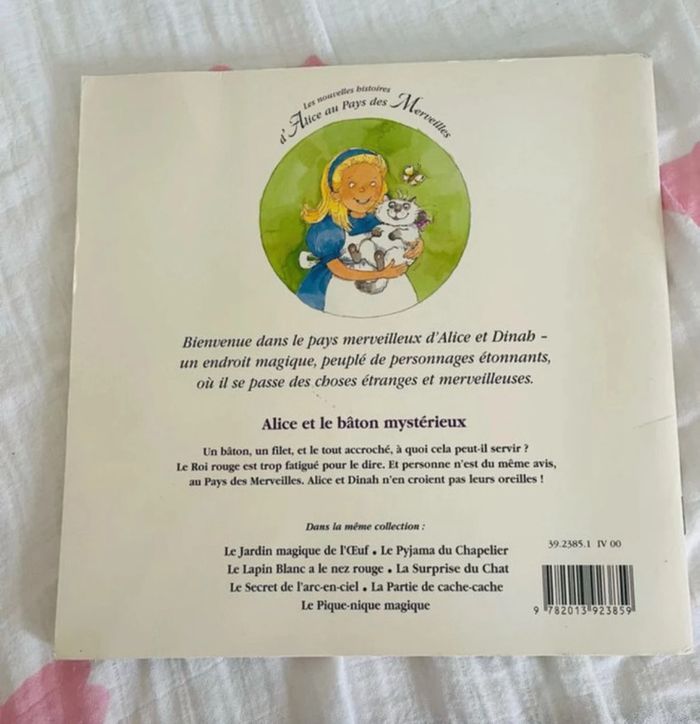 Les nouvelles histoires
d'Alice au Pays des Merveilles
Bienvenue dans le pays merveilleux d'Alice et Dinah –
un endroit magique, peuplé de personnages étonnants,
où il se passe des choses étranges et merveilleuses.
Alice et le bâton mystérieux
Un bâton, un filet, et le tout accroché, à quoi cela peut-il servir ?
Le Roi rouge est trop fatigué pour le dire. Et personne n'est du même avis,
au Pays des Merveilles. Alice et Dinah n'en croient pas leurs oreilles !
Dans la même collection :
Le Jardin magique de l'Œuf • Le Pyjama du Chapelier
Le Lapin Blanc a le nez rouge • La Surprise du Chat
Le Secret de l'arc-en-ciel • La Partie de cache-cache
Le Pique-nique magique
39.2385.1 IV 00
9 782013 923859